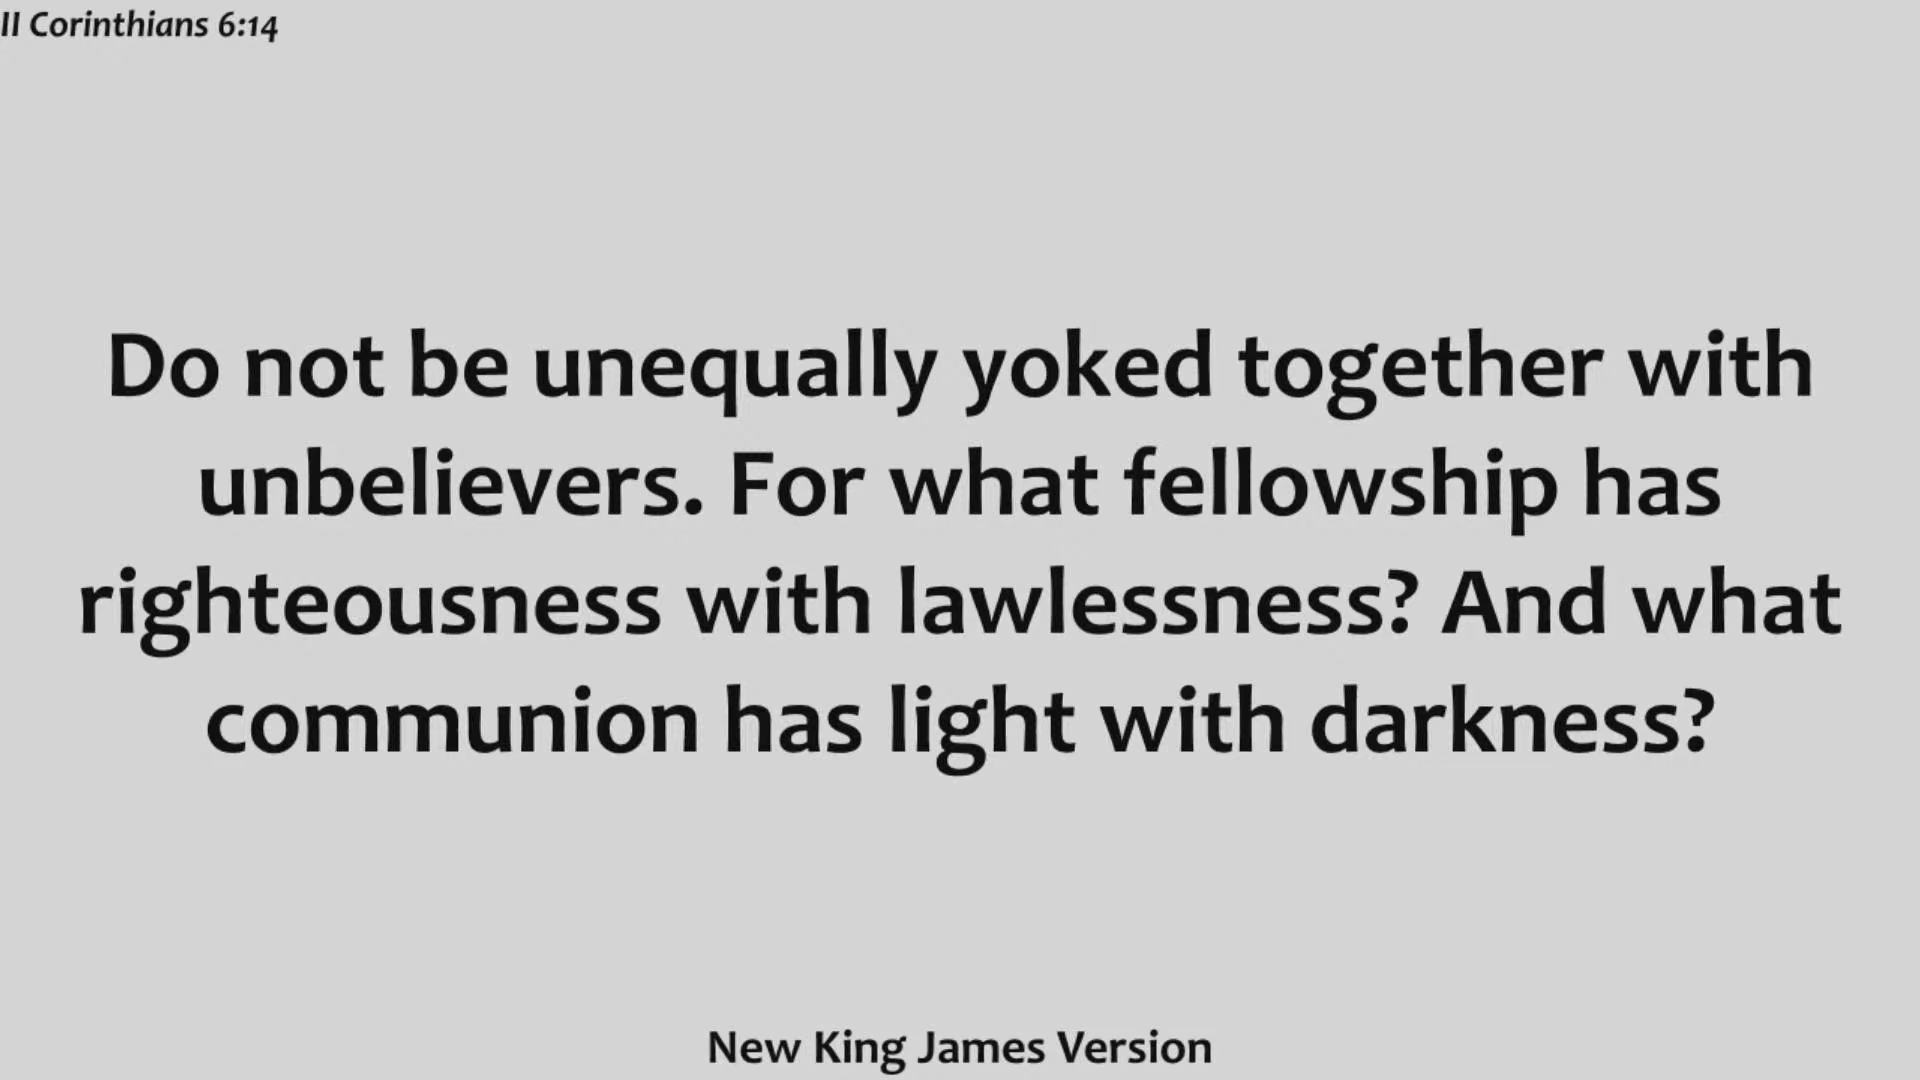 II Corinthians 6:14
Do not be unequally yoked together with
unbelievers. For what fellowship has
righteousness with lawlessness? And what
communion has light with darkness?
New King James Version